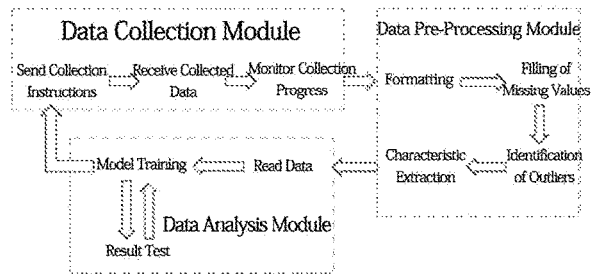 Data Collection Module
Send Collection
Instructions
Receive Collected
Data
Monitor Collection
Progress
Data Pre-Processing Module
Formatting
Filling of
Missing Values
Identification
of Outliers
Characteristic
Extraction
Read Data
Model Training
Data Analysis Module
Result Test